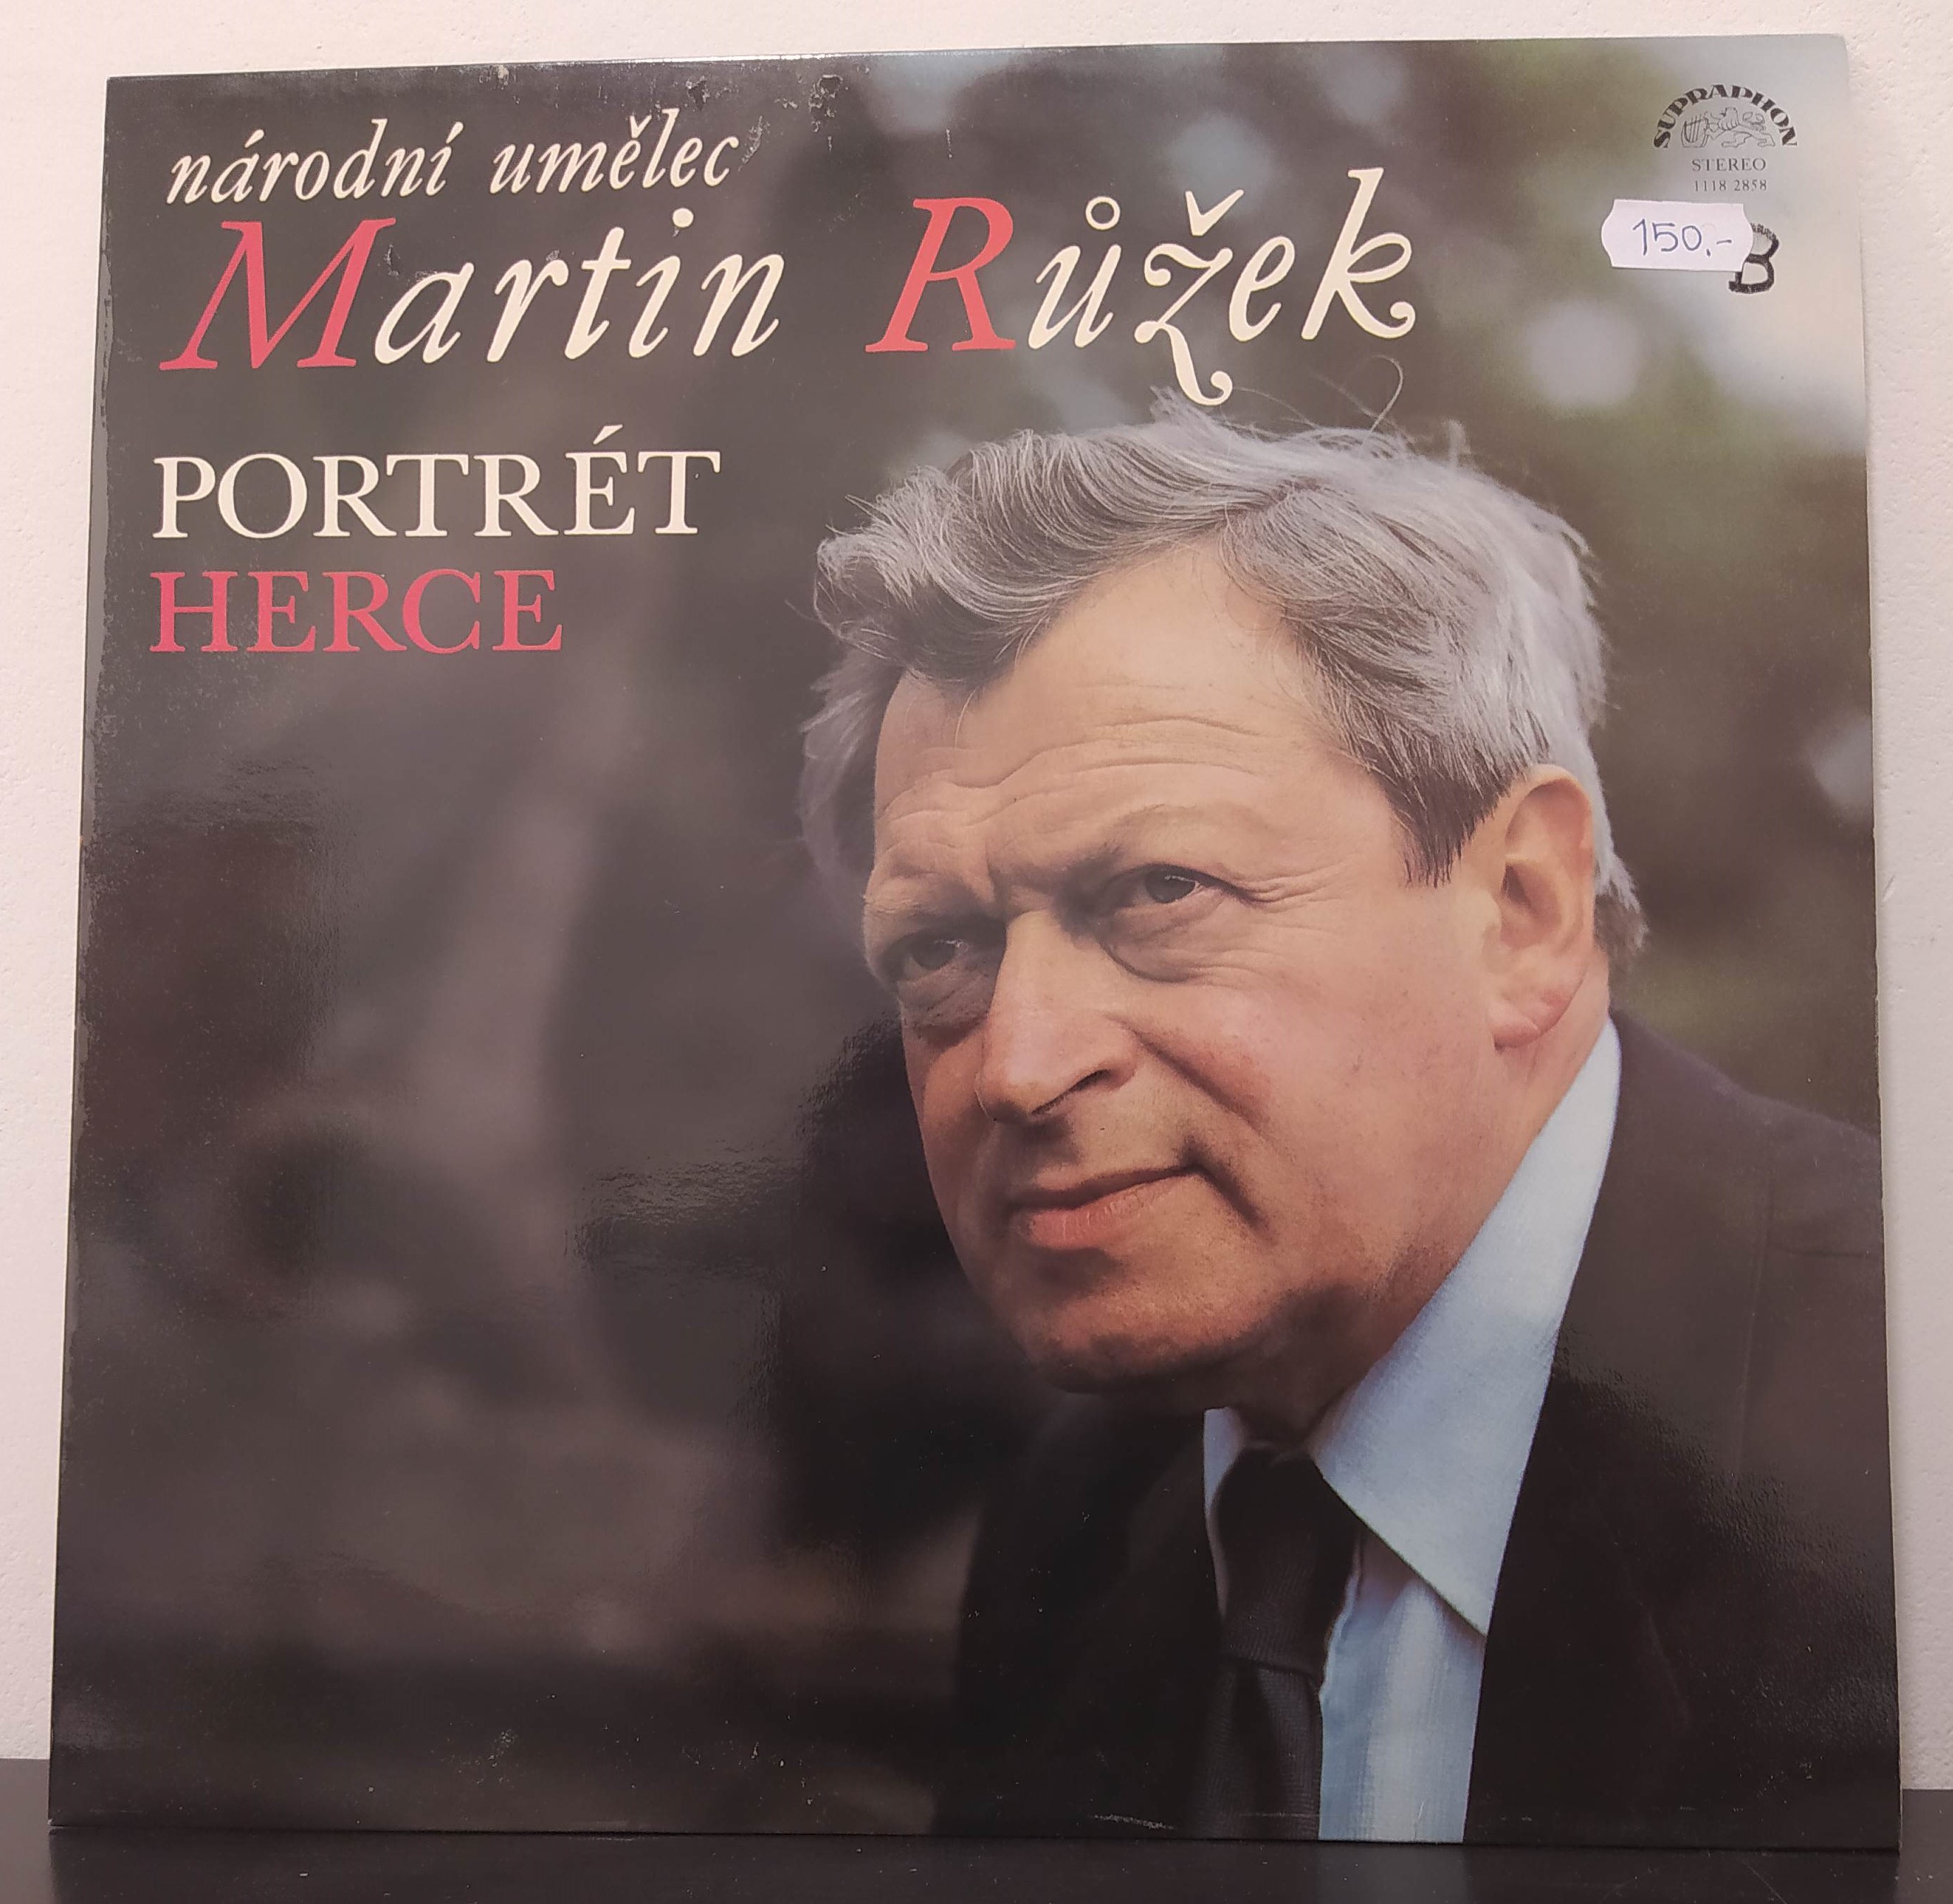 národní umělec
Martin Růžek
PORTRÉT
HERCE
SUPRAPHON
STEREO
1118 2858
150,-
B